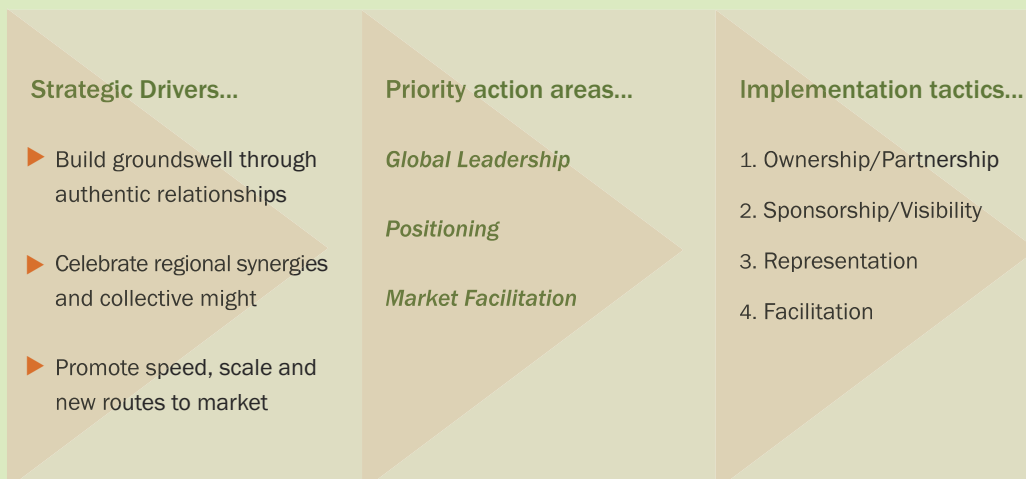 Strategic Drivers...
Build groundswell through
authentic relationships
Celebrate regional synergies
and collective might
Promote speed, scale and
new routes to market
Priority action areas...
Global Leadership
Positioning
Market Facilitation
Implementation tactics...
1. Ownership/Partnership
2. Sponsorship/Visibility
3. Representation
4. Facilitation